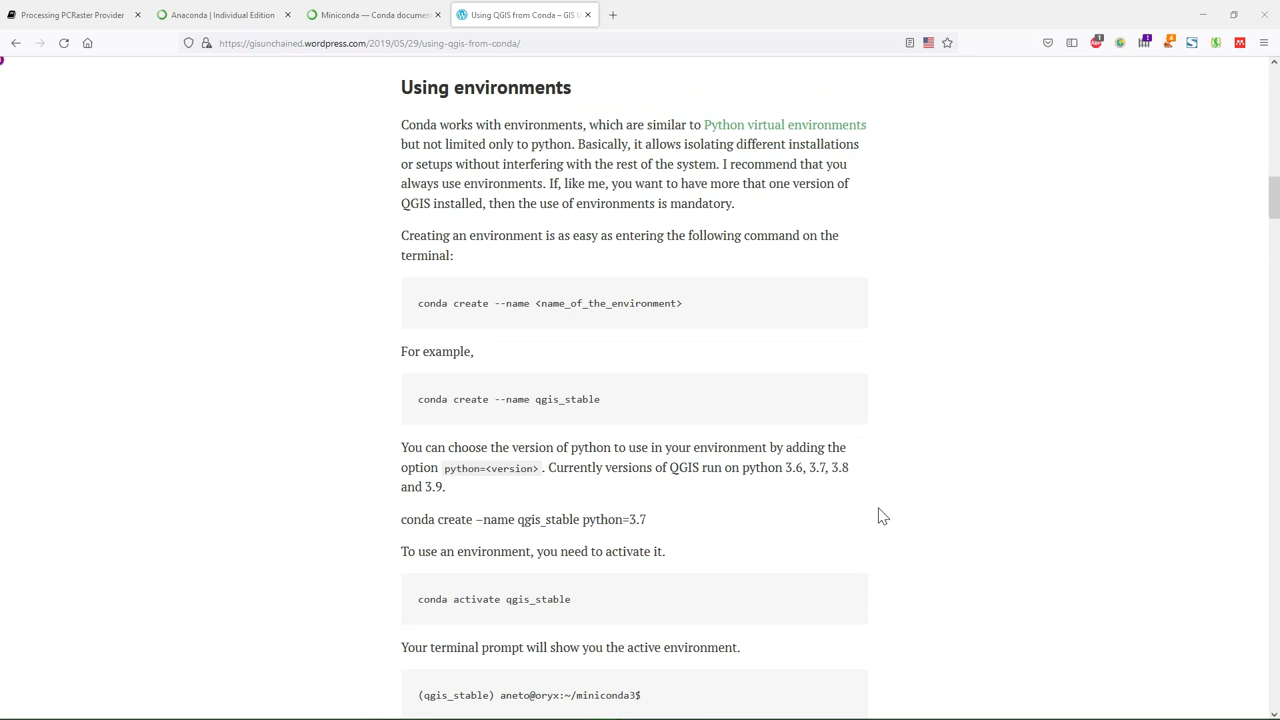 Processing PCRaster Provider
Anaconda | Individual Edition
Miniconda — Conda document
Using QGIS from Conda – GIS U
https://gisunchained.wordpress.com/2019/05/29/using-qgis-from-conda/
Using environments
Conda works with environments, which are similar to Python virtual environments
but not limited only to python. Basically, it allows isolating different installations
or setups without interfering with the rest of the system. I recommend that you
always use environments. If, like me, you want to have more that one version of
QGIS installed, then the use of environments is mandatory.
Creating an environment is as easy as entering the following command on the
terminal:
conda create --name <name_of_the_environment>
For example,
conda create --name qgis_stable
You can choose the version of python to use in your environment by adding the
option python=<version>. Currently versions of QGIS run on python 3.6, 3.7, 3.8
and 3.9.
conda create –name qgis_stable python=3.7
To use an environment, you need to activate it.
conda activate qgis_stable
Your terminal prompt will show you the active environment.
(qgis_stable) aneto@oryx:~/miniconda3$